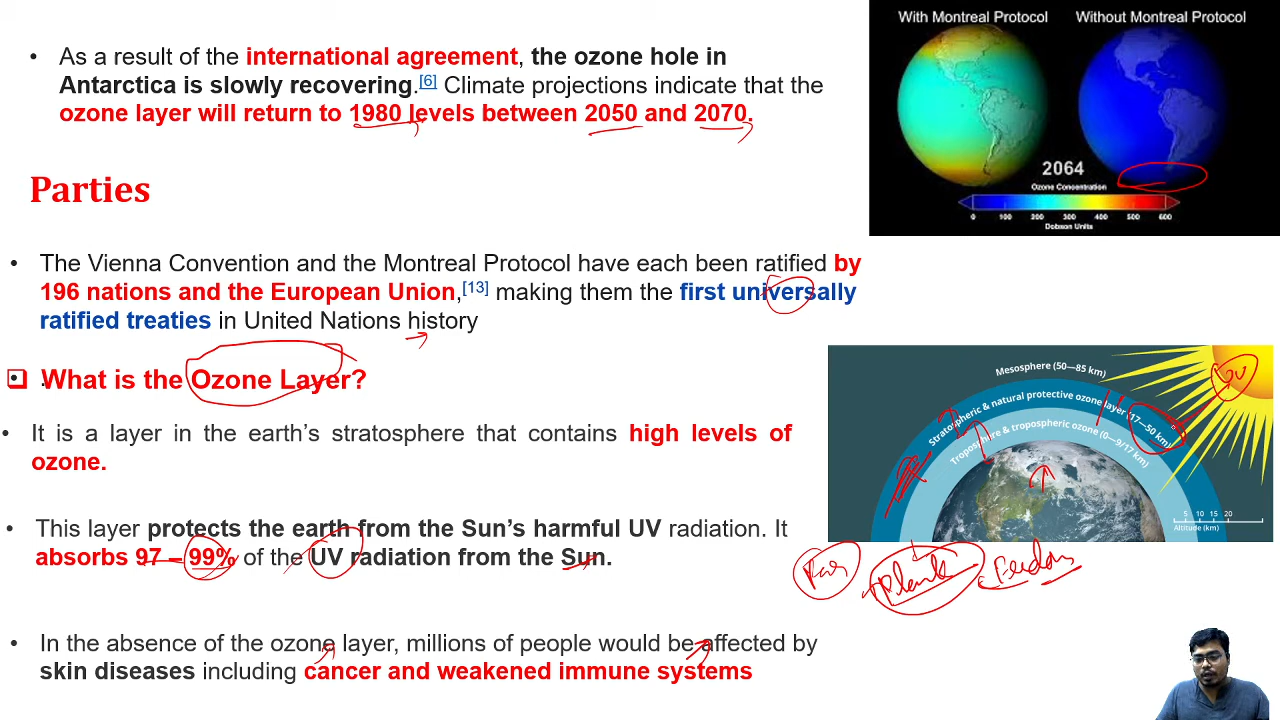 • As a result of the international agreement, the ozone hole in
Antarctica is slowly recovering.[6] Climate projections indicate that the
ozone layer will return to 1980 levels between 2050 and 2070.
With Montreal Protocol Without Montreal Protocol
2064
Ozone Concentration
0 100 200 300 400 500 600
Dobson Units
Parties
• The Vienna Convention and the Montreal Protocol have each been ratified by
196 nations and the European Union,[13] making them the first universally
ratified treaties in United Nations history
❑ What is the Ozone Layer?
• It is a layer in the earth's stratosphere that contains high levels of
ozone.
Mesosphere (50—85 km)
Stratospheric & natural protective ozone layer (17—50 km)
Troposphere & tropospheric ozone (0—9/17 km)
UV
5 10 15 20
Altitude (km)
• This layer protects the earth from the Sun's harmful UV radiation. It
absorbs 97 – 99% of the UV radiation from the Sun.
• In the absence of the ozone layer, millions of people would be affected by
skin diseases including cancer and weakened immune systems